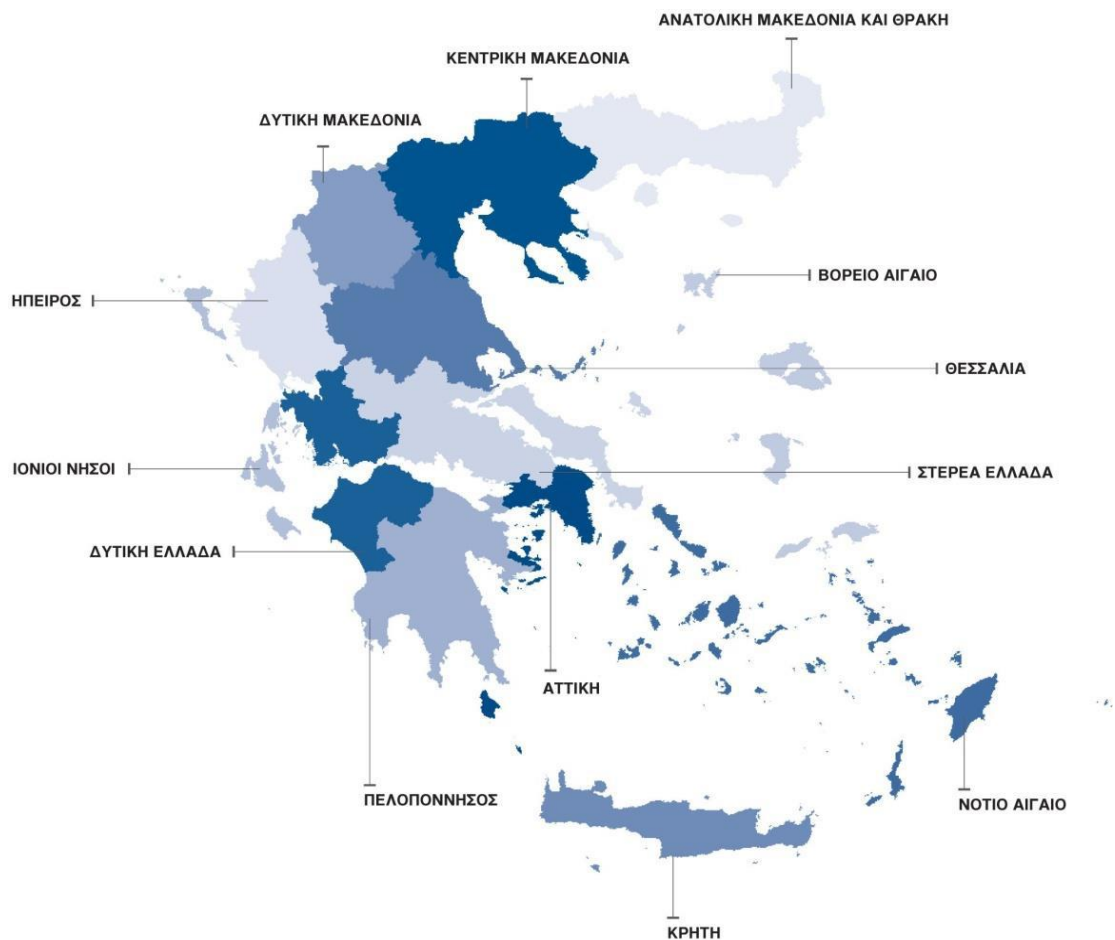 ΑΝΑΤΟΛΙΚΗ ΜΑΚΕΔΟΝΙΑ ΚΑΙ ΘΡΑΚΗ
ΚΕΝΤΡΙΚΗ ΜΑΚΕΔΟΝΙΑ
ΔΥΤΙΚΗ ΜΑΚΕΔΟΝΙΑ
ΒΟΡΕΙΟ ΑΙΓΑΙΟ
ΗΠΕΙΡΟΣ
ΘΕΣΣΑΛΙΑ
ΙΟΝΙΟΙ ΝΗΣΟΙ
ΣΤΕΡΕΑ ΕΛΛΑΔΑ
ΔΥΤΙΚΗ ΕΛΛΑΔΑ
ΑΤΤΙΚΗ
ΠΕΛΟΠΟΝΝΗΣΟΣ
ΝΟΤΙΟ ΑΙΓΑΙΟ
ΚΡΗΤΗ